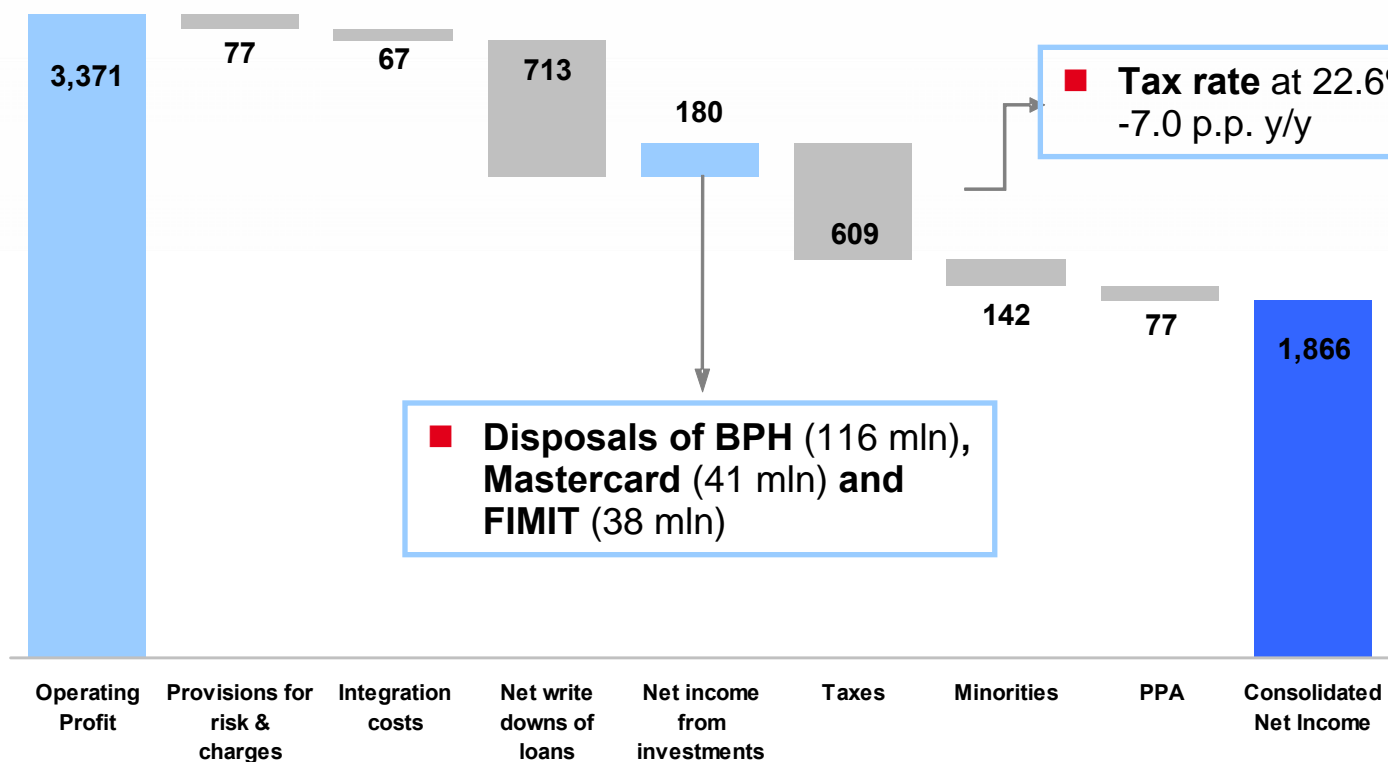 3,371
77
67
713
180
609
142
77
1,866
■ Tax rate at 22.6
-7.0 p.p. y/y
■ Disposals of BPH (116 mln),
Mastercard (41 mln) and
FIMIT (38 mln)
Operating
Profit
Provisions for
risk &
charges
Integration
costs
Net write
downs of
loans
Net income
from
investments
Taxes
Minorities
PPA
Consolidated
Net Income